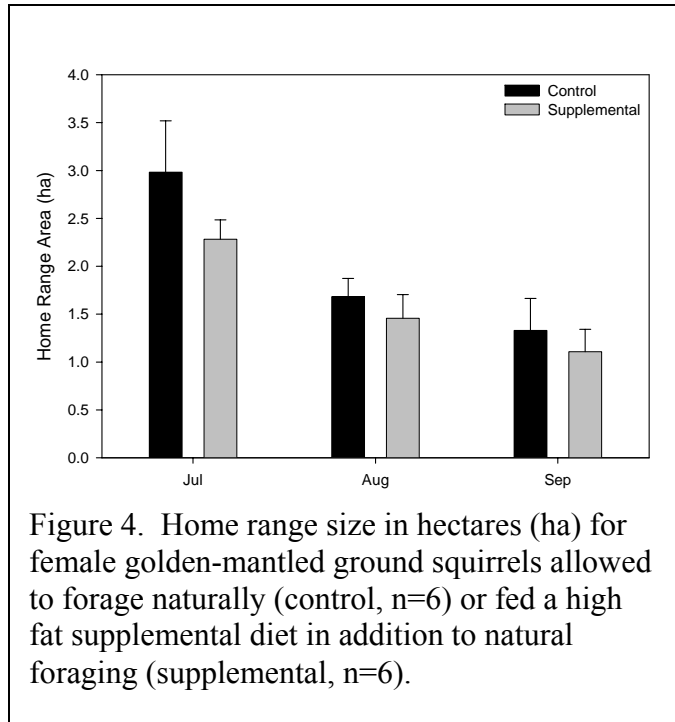 4.0
Control
Supplemental
3.5
3.0
2.5
2.0
1.5
1.0
0.5
0.0
Home Range Area (ha)
Jul Aug Sep
Figure 4.  Home range size in hectares (ha) for
female golden-mantled ground squirrels allowed
to forage naturally (control, n=6) or fed a high
fat supplemental diet in addition to natural
foraging (supplemental, n=6).